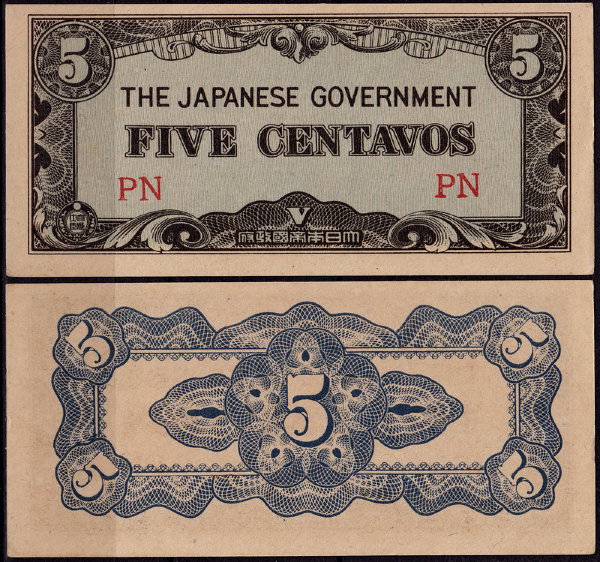 5 5
THE JAPANESE GOVERNMENT
FIVE CENTAVOS
PN PN
V
大日本帝國政府
5 5
5
5 5